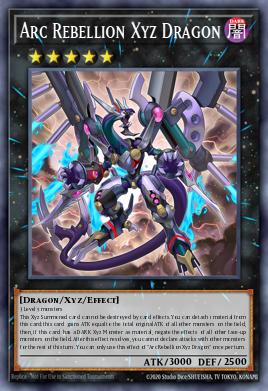 ARC REBELLION XYZ DRAGON
DARK
闇
[DRAGON/XYZ/EFFECT]
3 Level 5 monsters
This Xyz Summoned card cannot be destroyed by card effects. You can detach 1 material from
this card; this card gains ATK equal to the total original ATK of all other monsters on the field,
then, if this card has a DARK Xyz Monster as material, negate the effects of all other face-up
monsters on the field. After this effect resolves, you cannot declare attacks with other monsters
for the rest of this turn. You can only use this effect of "Arc Rebellion Xyz Dragon" once per turn.
ATK/3000 DEF/2500
Replica - Not For Use in Sanctioned Tournaments
©2020 Studio Dice/SHUEISHA, TV TOKYO, KONAMI